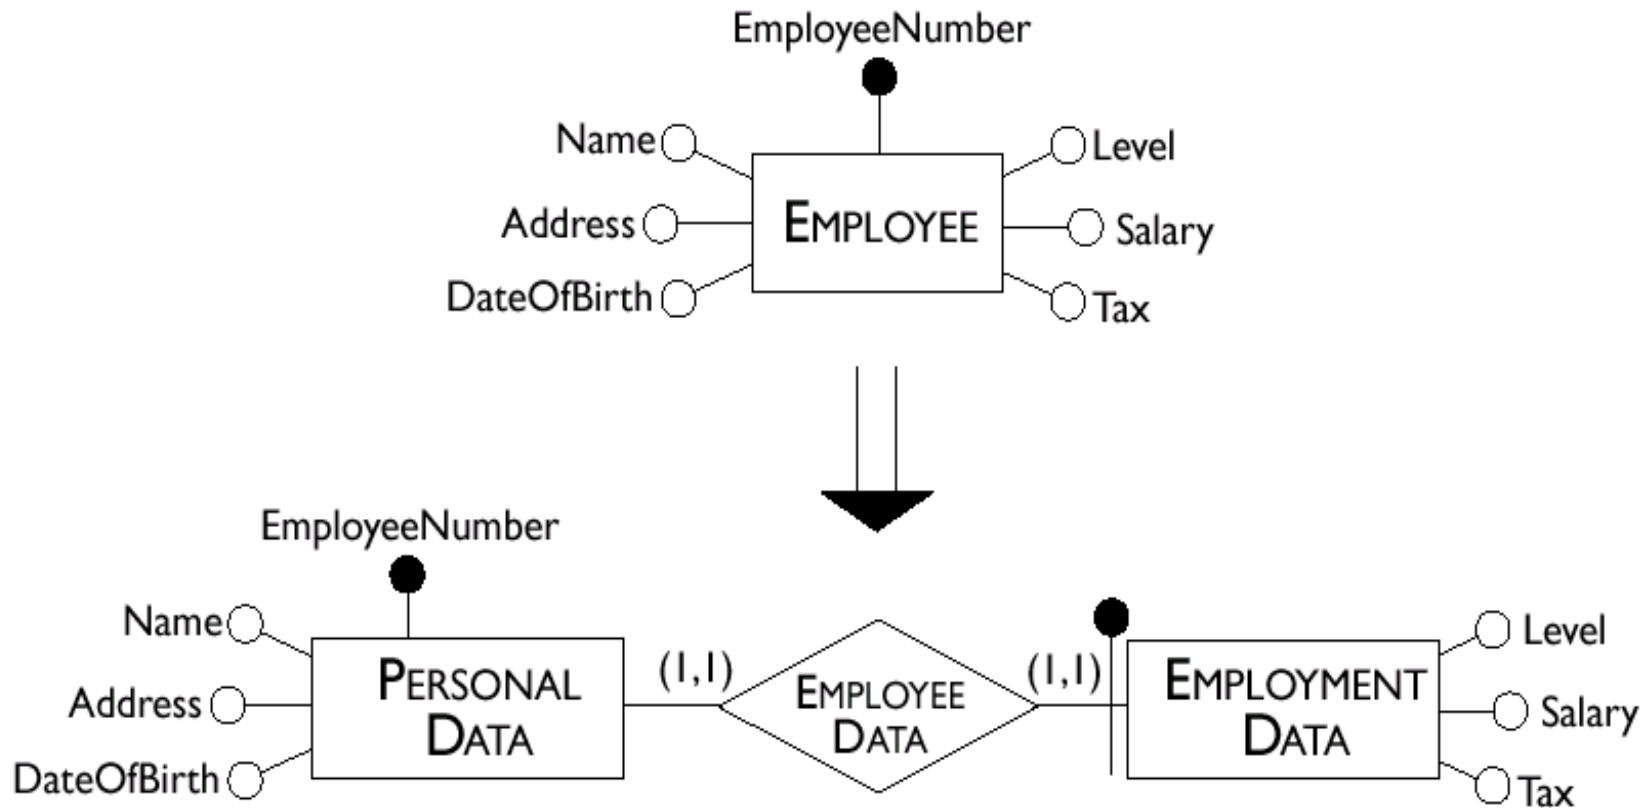 EmployeeNumber
Name
Level
Address
EMPLOYEE
Salary
DateOfBirth
Tax
EmployeeNumber
Name
Level
(1,1)
(1,1)
PERSONAL
DATA
EMPLOYEE
DATA
EMPLOYMENT
DATA
Address
Salary
DateOfBirth
Tax